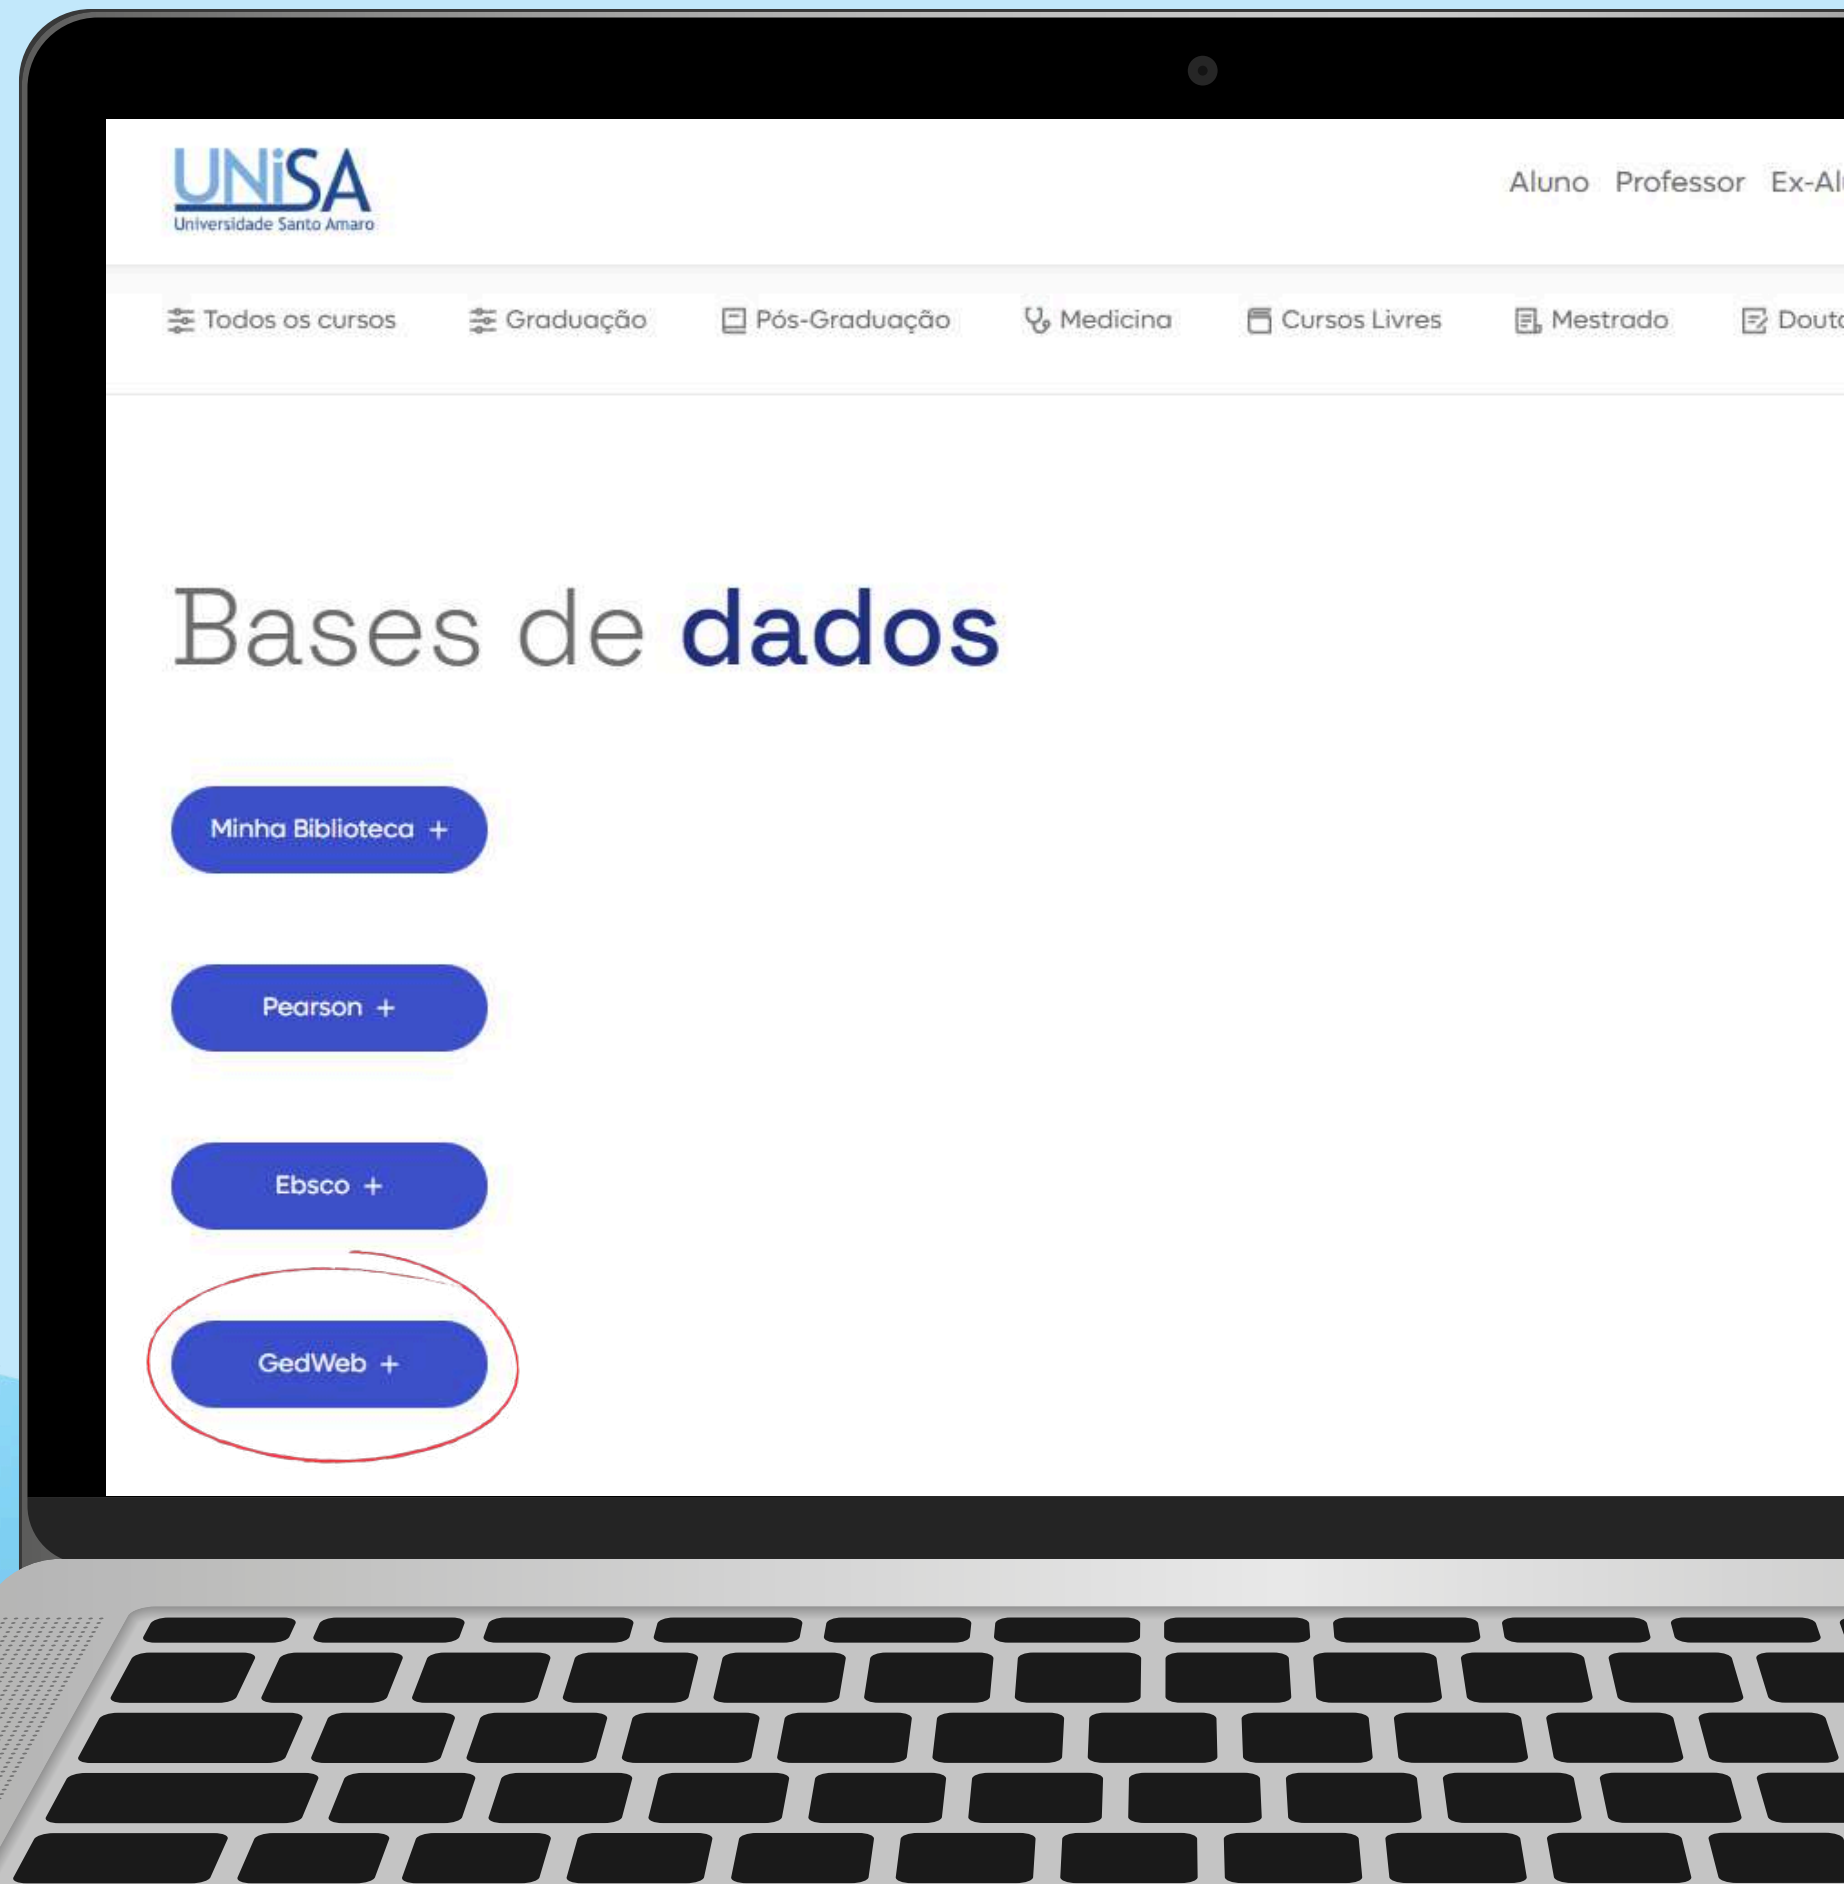 UNiSA
Universidade Santo Amaro
Aluno Professor
Todos os cursos Graduação Pós-Graduação Medicina Cursos Livres Mestrado
Bases de dados
Minha Biblioteca +
Pearson +
Ebsco +
GedWeb +